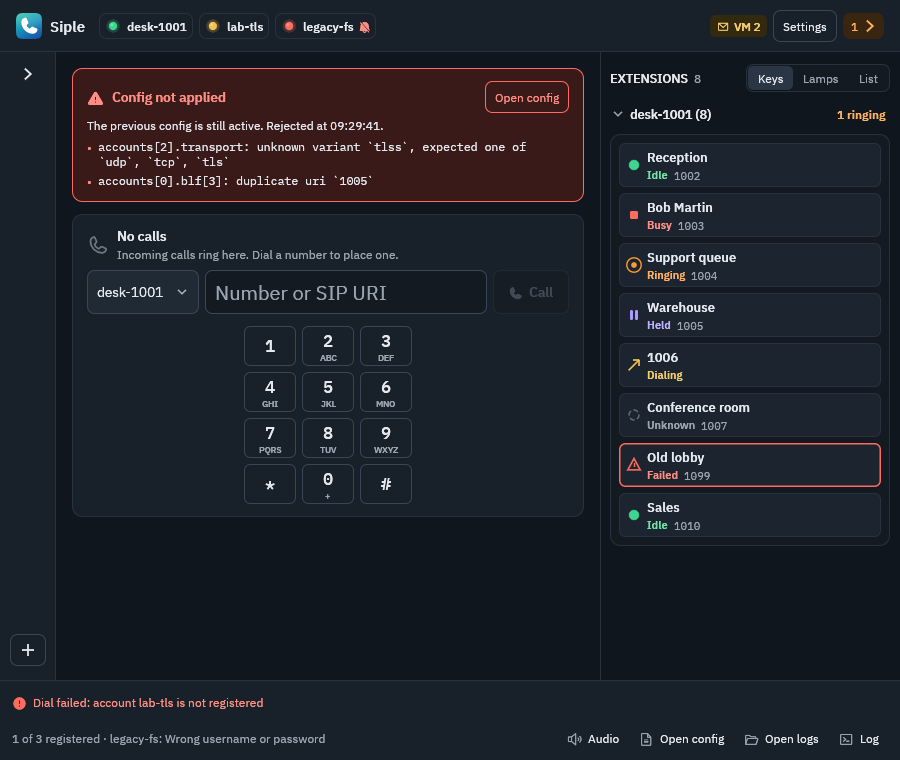 Siple
desk-1001
lab-tls
legacy-fs
VM 2
Settings
1
Config not applied
Open config
The previous config is still active. Rejected at 09:29:41.
• accounts[2].transport: unknown variant `tlss`, expected one of
`udp`, `tcp`, `tls`
• accounts[0].blf[3]: duplicate uri `1005`
No calls
Incoming calls ring here. Dial a number to place one.
desk-1001
Number or SIP URI
Call
1
2
ABC
3
DEF
4
GHI
5
JKL
6
MNO
7
PQRS
8
TUV
9
WXYZ
*
0
+
#
EXTENSIONS 8
Keys
Lamps
List
desk-1001 (8)
1 ringing
Reception
Idle 1002
Bob Martin
Busy 1003
Support queue
Ringing 1004
Warehouse
Held 1005
1006
Dialing
Conference room
Unknown 1007
Old lobby
Failed 1099
Sales
Idle 1010
Dial failed: account lab-tls is not registered
1 of 3 registered · legacy-fs: Wrong username or password
Audio
Open config
Open logs
Log